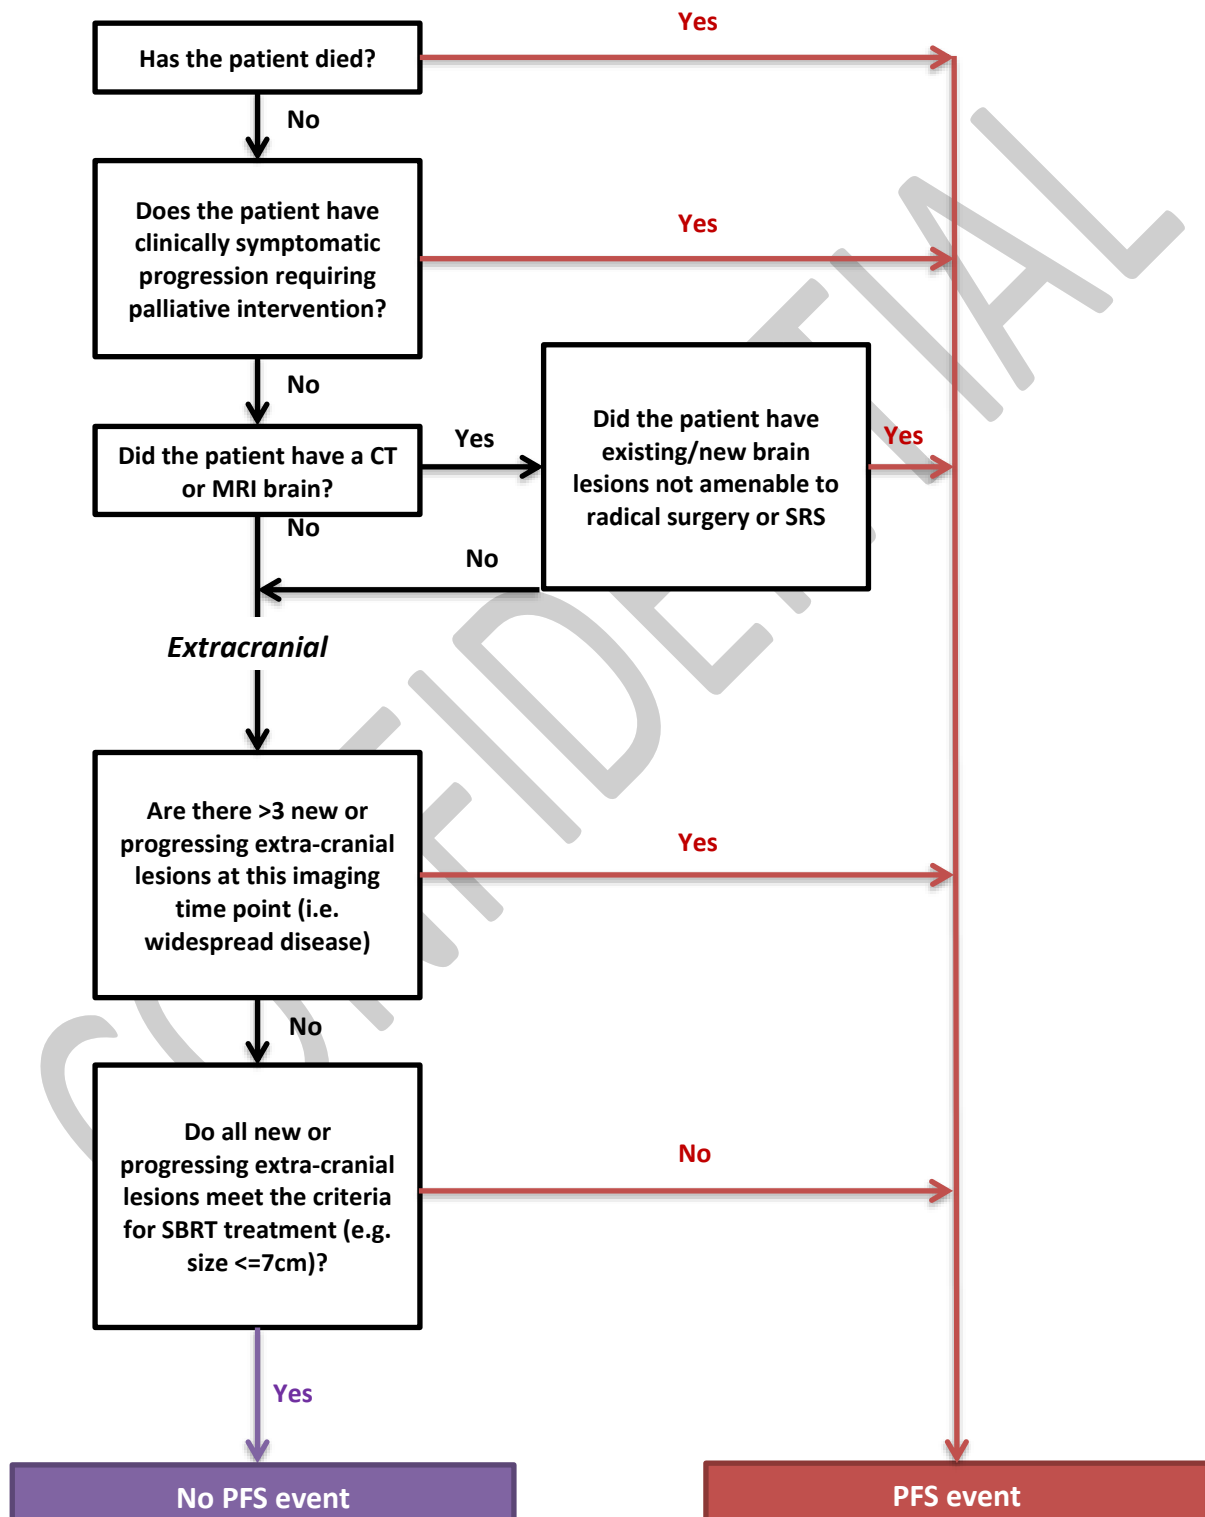 Has the patient died?
Yes
No
Does the patient have
clinically symptomatic
progression requiring
palliative intervention?
Yes
No
Did the patient have a CT
or MRI brain?
Yes
Did the patient have
existing/new brain
lesions not amenable to
radical surgery or SRS
Yes
No
No
Extracranial
Are there >3 new or
progressing extra-cranial
lesions at this imaging
time point (i.e.
widespread disease)
Yes
No
Do all new or
progressing extra-cranial
lesions meet the criteria
for SBRT treatment (e.g.
size <=7cm)?
No
Yes
No PFS event
PFS event
CONFIDENTIAL